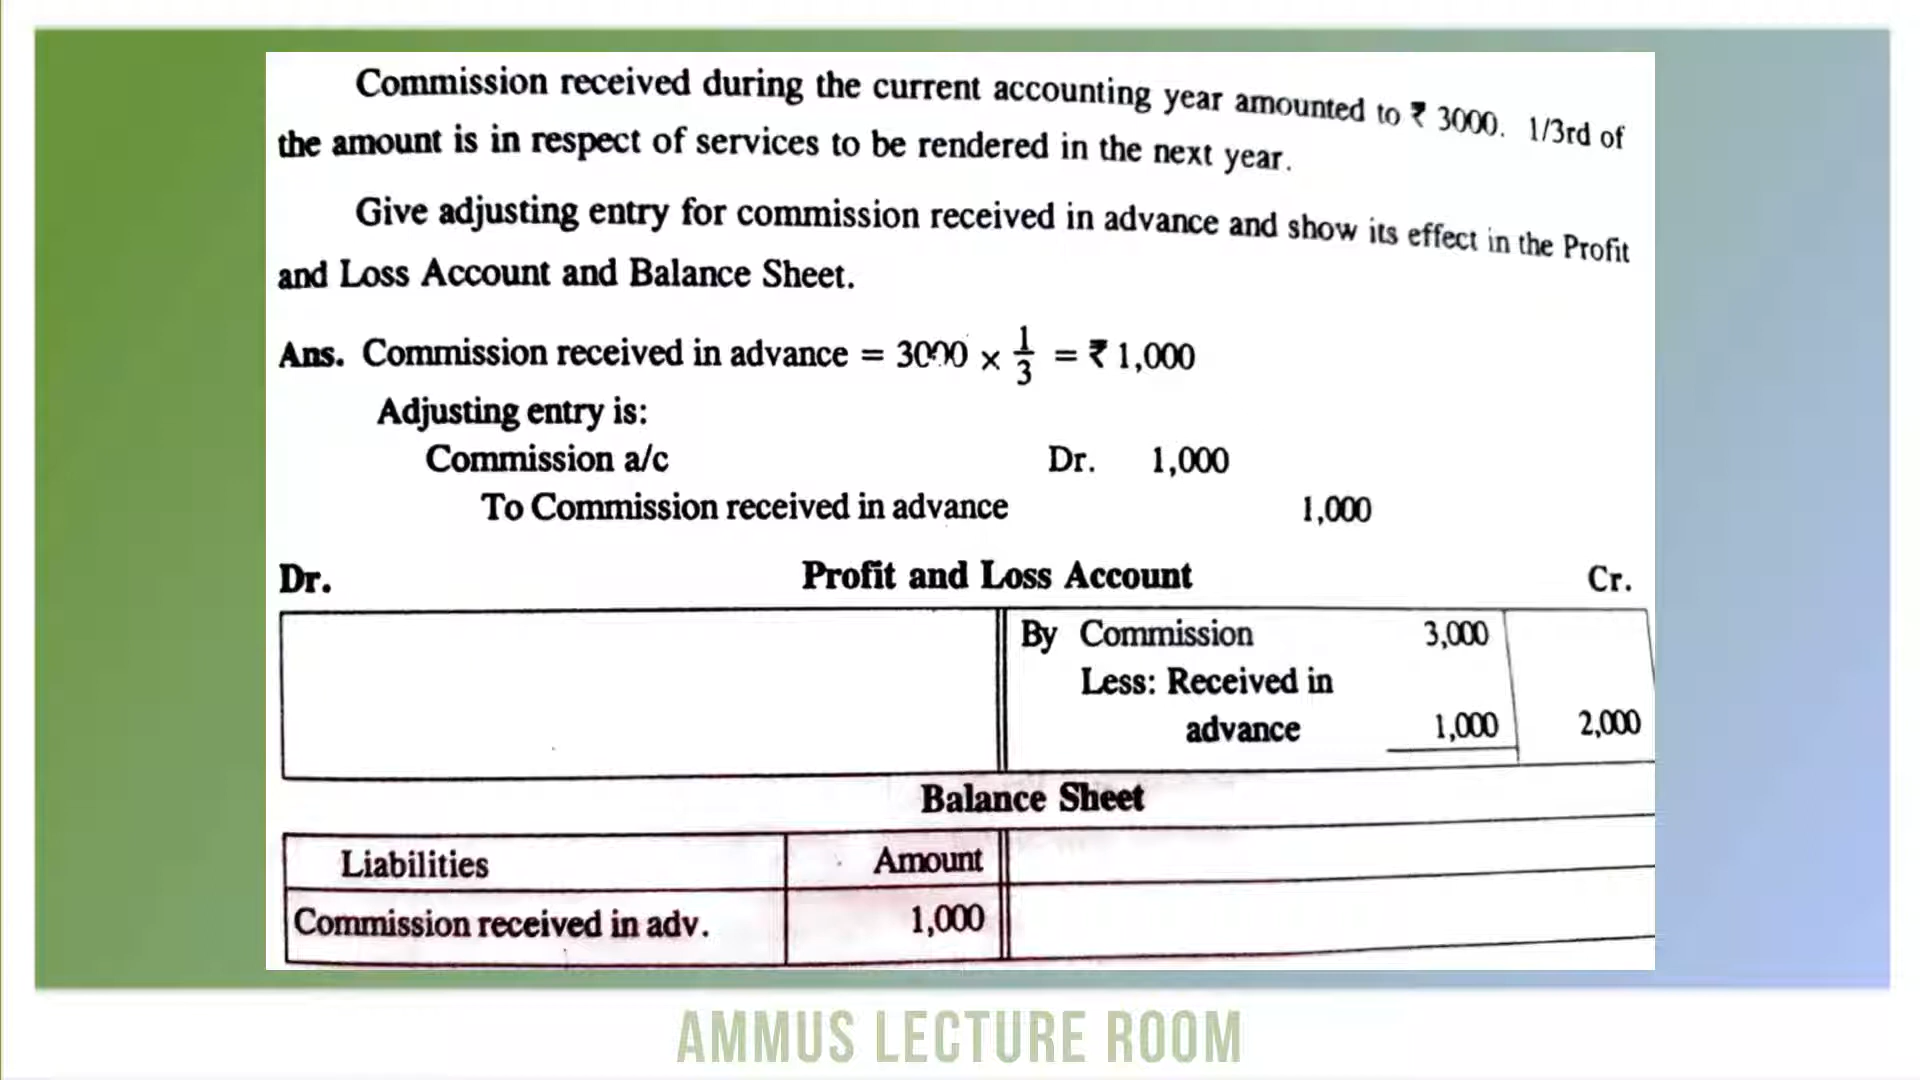 Commission received during the current accounting year amounted to ₹ 3000. 1/3rd of
the amount is in respect of services to be rendered in the next year.
Give adjusting entry for commission received in advance and show its effect in the Profit
and Loss Account and Balance Sheet.
Ans. Commission received in advance = 3000 × 1/3 = ₹ 1,000
Adjusting entry is:
Commission a/c Dr. 1,000
To Commission received in advance 1,000
Dr. Profit and Loss Account Cr.
By Commission 3,000
Less: Received in
advance 1,000 2,000
Balance Sheet
Liabilities Amount
Commission received in adv. 1,000
AMMUS LECTURE ROOM